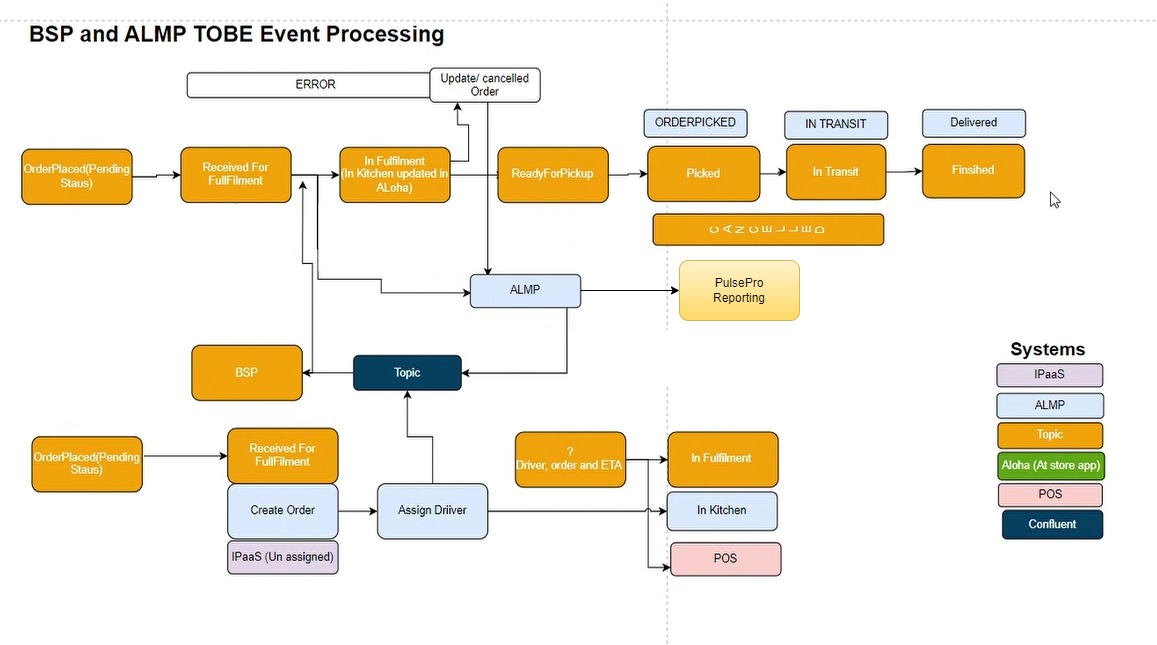 BSP and ALMP TOBE Event Processing
ERROR
Update/ cancelled
Order
ORDERPICKED
IN TRANSIT
Delivered
OrderPlaced(Pending
Staus)
Received For
FullFilment
In Fulfilment
(In Kitchen updated in
ALoha)
ReadyForPickup
Picked
In Transit
Finsihed
CANCELLED
ALMP
PulsePro
Reporting
BSP
Topic
Systems
IPaaS
ALMP
Topic
Aloha (At store app)
POS
Confluent
OrderPlaced(Pending
Staus)
Received For
FullFilment
?
Driver, order and ETA
In Fulfilment
Create Order
Assign Driiver
In Kitchen
IPaaS (Un assigned)
POS